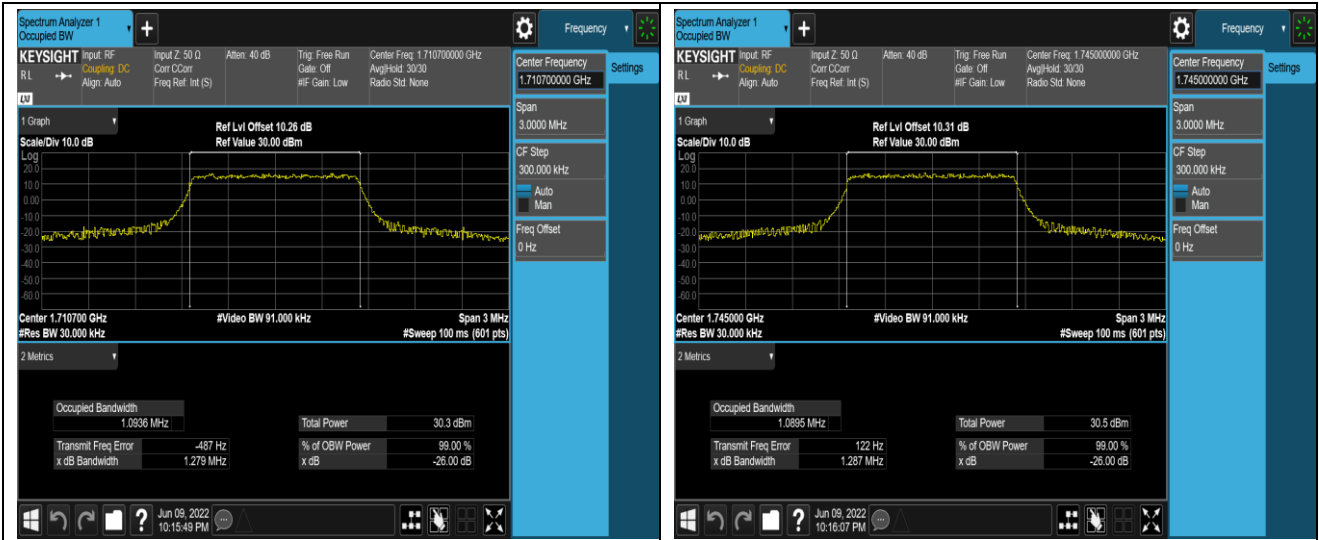 Spectrum Analyzer 1
Occupied BW
+
Frequency
KEYSIGHT
RL
LXI
Input: RF
Coupling: DC
Align: Auto
Input Z: 50 Ω
Corr CCorr
Freq Ref: Int (S)
Atten: 40 dB
Trig: Free Run
Gate: Off
#IF Gain: Low
Center Freq: 1.710700000 GHz
Avg|Hold: 30/30
Radio Std: None
Center Frequency
1.710700000 GHz
Settings
Span
3.0000 MHz
CF Step
300.000 kHz
Auto
Man
Freq Offset
0 Hz
1 Graph
Scale/Div 10.0 dB
Ref Lvl Offset 10.26 dB
Ref Value 30.00 dBm
Log
20.0
10.0
0.00
-10.0
-20.0
-30.0
-40.0
-50.0
-60.0
Center 1.710700 GHz
#Res BW 30.000 kHz
#Video BW 91.000 kHz
Span 3 MHz
#Sweep 100 ms (601 pts)
2 Metrics
Occupied Bandwidth
1.0936 MHz
Total Power 30.3 dBm
Transmit Freq Error -487 Hz
% of OBW Power 99.00 %
x dB Bandwidth 1.279 MHz
x dB -26.00 dB
?
Jun 09, 2022
10:15:49 PM
Spectrum Analyzer 1
Occupied BW
+
Frequency
KEYSIGHT
RL
LXI
Input: RF
Coupling: DC
Align: Auto
Input Z: 50 Ω
Corr CCorr
Freq Ref: Int (S)
Atten: 40 dB
Trig: Free Run
Gate: Off
#IF Gain: Low
Center Freq: 1.745000000 GHz
Avg|Hold: 30/30
Radio Std: None
Center Frequency
1.745000000 GHz
Settings
Span
3.0000 MHz
CF Step
300.000 kHz
Auto
Man
Freq Offset
0 Hz
1 Graph
Scale/Div 10.0 dB
Ref Lvl Offset 10.31 dB
Ref Value 30.00 dBm
Log
20.0
10.0
0.00
-10.0
-20.0
-30.0
-40.0
-50.0
-60.0
Center 1.745000 GHz
#Res BW 30.000 kHz
#Video BW 91.000 kHz
Span 3 MHz
#Sweep 100 ms (601 pts)
2 Metrics
Occupied Bandwidth
1.0895 MHz
Total Power 30.5 dBm
Transmit Freq Error 122 Hz
% of OBW Power 99.00 %
x dB Bandwidth 1.287 MHz
x dB -26.00 dB
?
Jun 09, 2022
10:16:07 PM